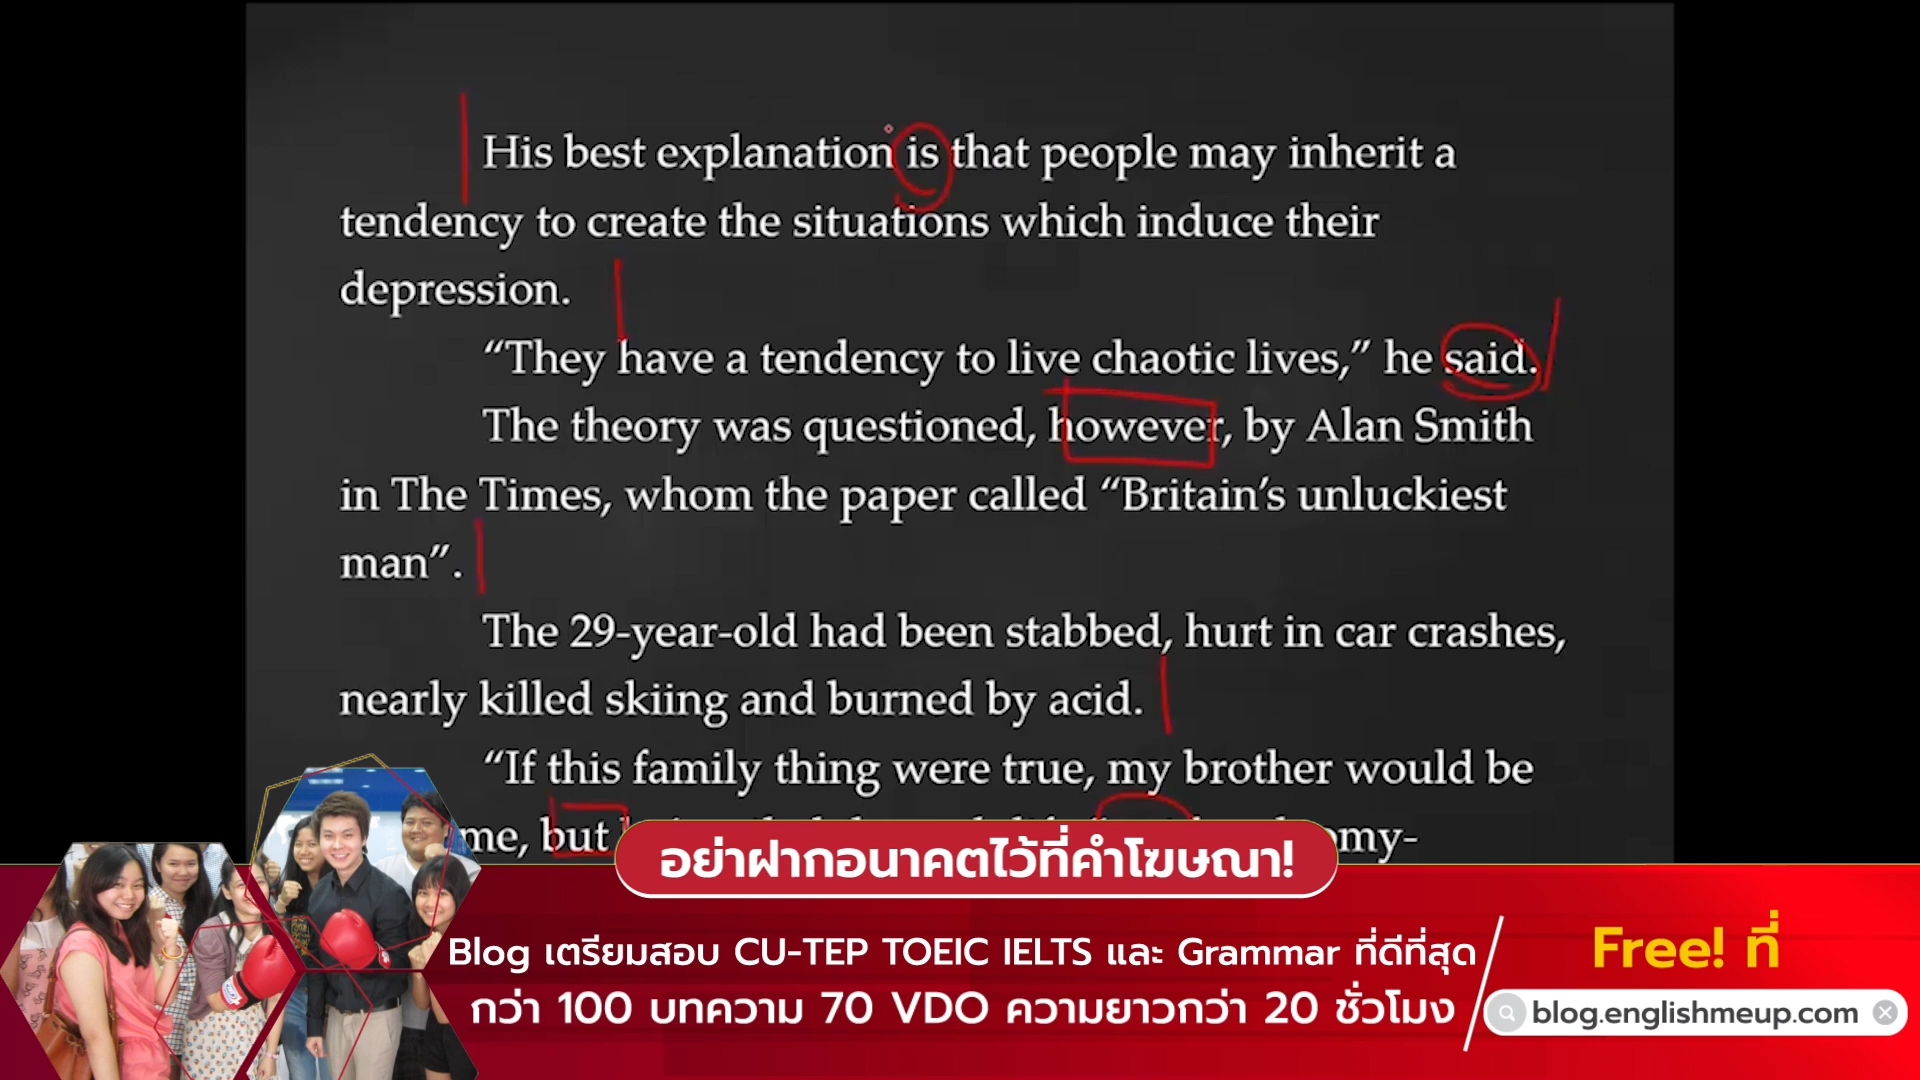 His best explanation is that people may inherit a
tendency to create the situations which induce their
depression.
“They have a tendency to live chaotic lives,” he said.
The theory was questioned, however, by Alan Smith
in The Times, whom the paper called “Britain’s unluckiest
man”.
The 29-year-old had been stabbed, hurt in car crashes,
nearly killed skiing and burned by acid.
“If this family thing were true, my brother would be
me, but
อย่าฝากอนาคตไว้ที่คำโฆษณา!
Blog เตรียมสอบ CU-TEP TOEIC IELTS และ Grammar ที่ดีที่สุด
กว่า 100 บทความ 70 VDO ความยาวกว่า 20 ชั่วโมง
Free! ที่
blog.englishmeup.com